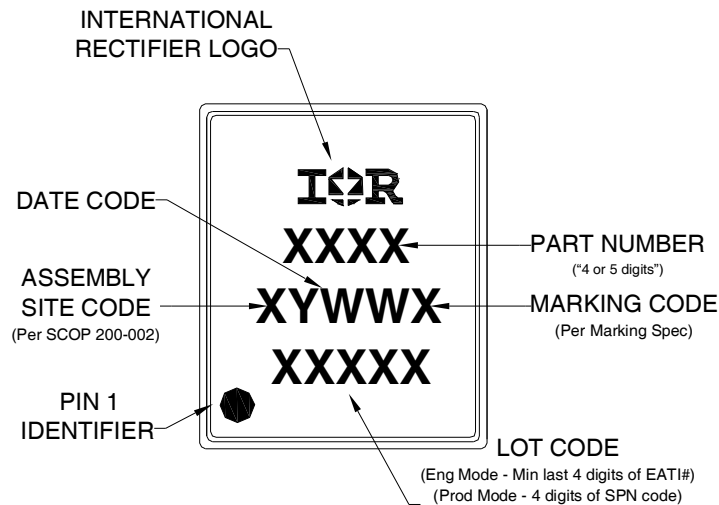 INTERNATIONAL
RECTIFIER LOGO
IOR
DATE CODE
XXXX
PART NUMBER
("4 or 5 digits")
ASSEMBLY
SITE CODE
(Per SCOP 200-002)
XYWWX
MARKING CODE
(Per Marking Spec)
XXXXX
PIN 1
IDENTIFIER
LOT CODE
(Eng Mode - Min last 4 digits of EATI#)
(Prod Mode - 4 digits of SPN code)